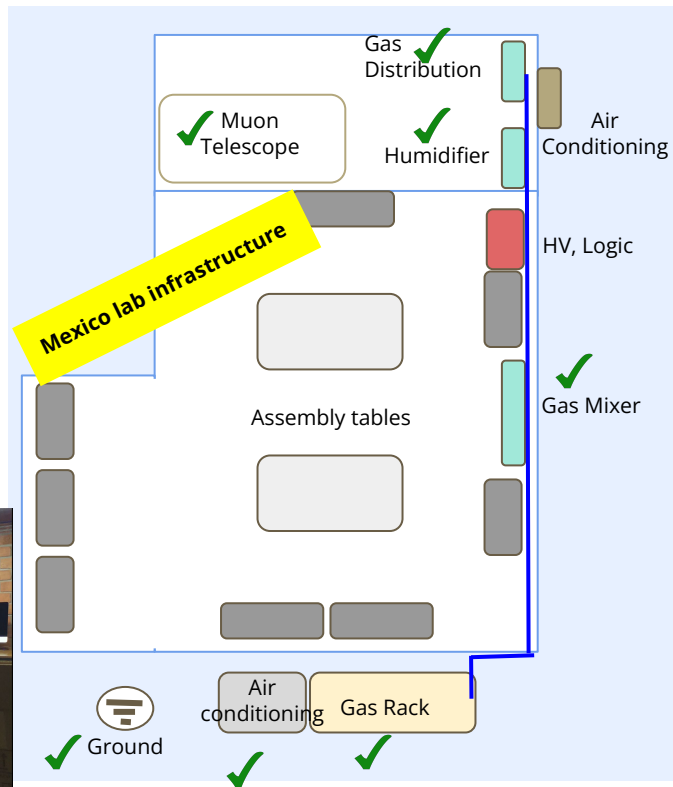 Gas
Distribution
Muon
Telescope
Humidifier
Air
Conditioning
Mexico lab infrastructure
HV, Logic
Gas Mixer
Assembly tables
Air
conditioning
Gas Rack
Ground